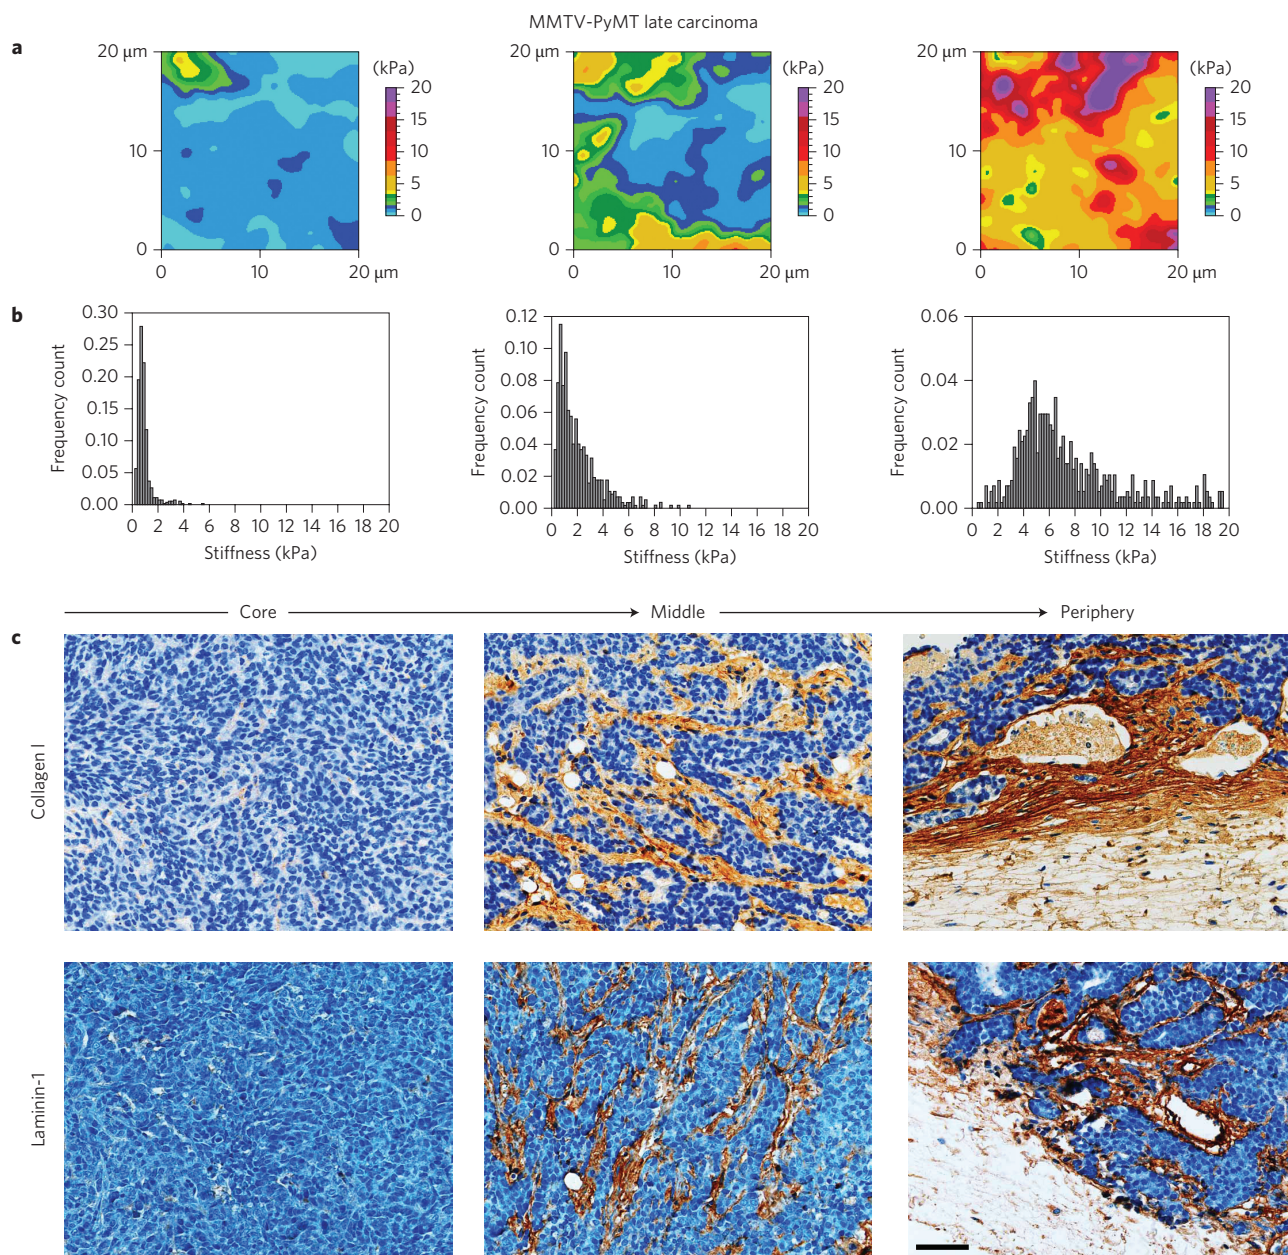 MMTV-PyMT late carcinoma
a
20 µm
10
0
0 10 20 µm
(kPa)
20
15
10
5
0
20 µm
10
0
0 10 20 µm
(kPa)
20
15
10
5
0
20 µm
10
0
0 10 20 µm
(kPa)
20
15
10
5
0
b
Frequency count
0.30
0.25
0.20
0.15
0.10
0.05
0.00
0 2 4 6 8 10 12 14 16 18 20
Stiffness (kPa)
Frequency count
0.12
0.10
0.08
0.06
0.04
0.02
0.00
0 2 4 6 8 10 12 14 16 18 20
Stiffness (kPa)
Frequency count
0.06
0.04
0.02
0.00
0 2 4 6 8 10 12 14 16 18 20
Stiffness (kPa)
Core Middle Periphery
c
Collagen I
Laminin-1